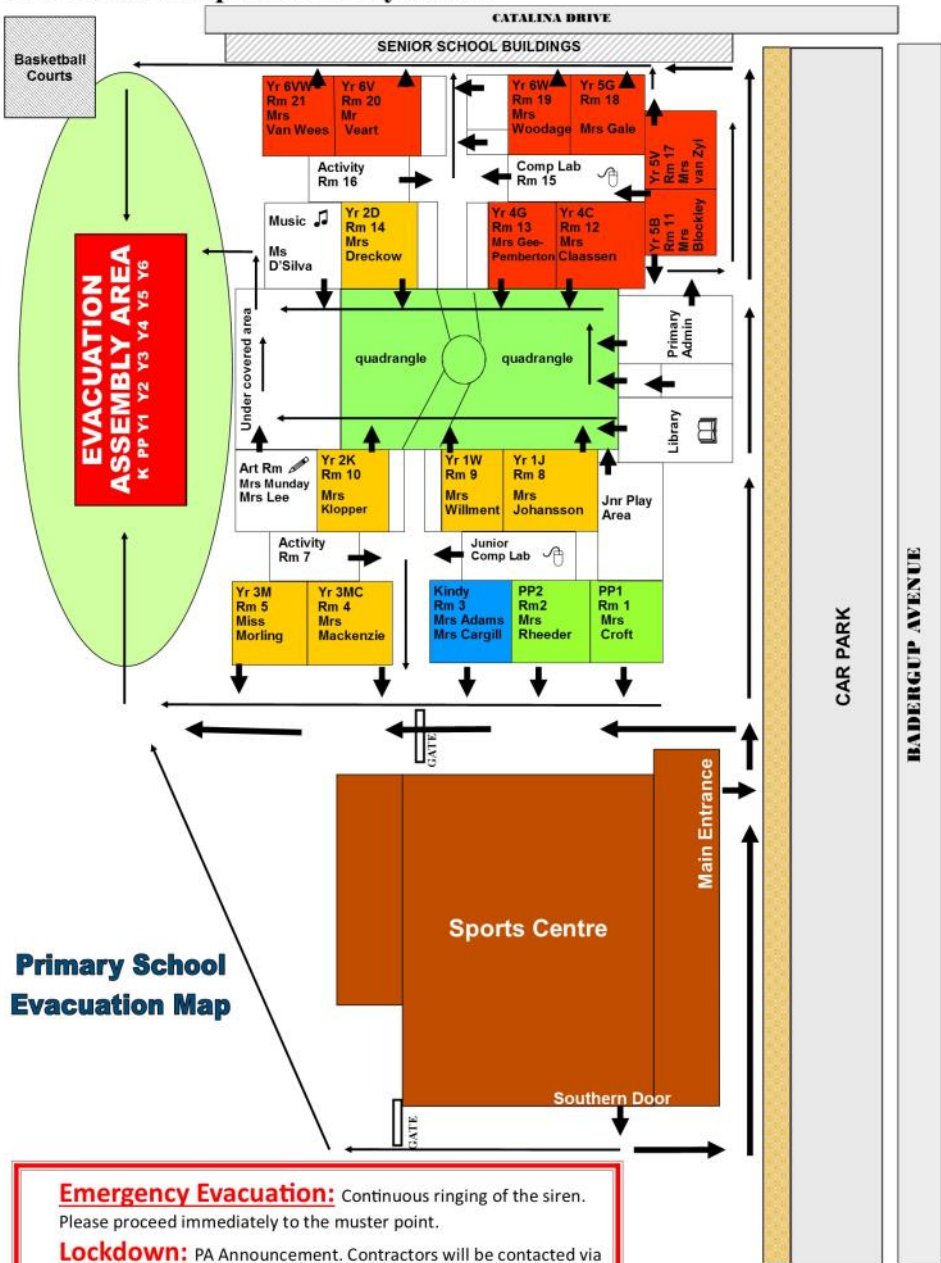 CATALINA DRIVE
SENIOR SCHOOL BUILDINGS
Basketball
Courts
Yr 6VW
Rm 21
Mrs
Van Wees
Yr 6V
Rm 20
Mr
Veart
Yr 6W
Rm 19
Mrs
Woodage
Yr 5G
Rm 18
Mrs Gale
Yr 5V
Rm 17
Mrs
van Zyl
Activity
Rm 16
Comp Lab
Rm 15
Yr 5B
Rm 11
Mrs
Blockley
Music
Ms
D'Silva
Yr 2D
Rm 14
Mrs
Dreckow
Yr 4G
Rm 13
Mrs Gee-
Pemberton
Yr 4C
Rm 12
Mrs
Claassen
EVACUATION
ASSEMBLY AREA
K PP Y1 Y2 Y3 Y4 Y5 Y6
Under covered area
quadrangle
quadrangle
Primary
Admin
Library
Art Rm
Mrs Munday
Mrs Lee
Yr 2K
Rm 10
Mrs
Klopper
Yr 1W
Rm 9
Mrs
Willment
Yr 1J
Rm 8
Mrs
Johansson
Jnr Play
Area
Activity
Rm 7
Junior
Comp Lab
Yr 3M
Rm 5
Miss
Morling
Yr 3MC
Rm 4
Mrs
Mackenzie
Kindy
Rm 3
Mrs Adams
Mrs Cargill
PP2
Rm2
Mrs
Rheeder
PP1
Rm 1
Mrs
Croft
CAR PARK
BADERGUP AVENUE
GATE
Main Entrance
Sports Centre
Primary School
Evacuation Map
Southern Door
GATE
Emergency Evacuation: Continuous ringing of the siren.
Please proceed immediately to the muster point.
Lockdown: PA Announcement. Contractors will be contacted via